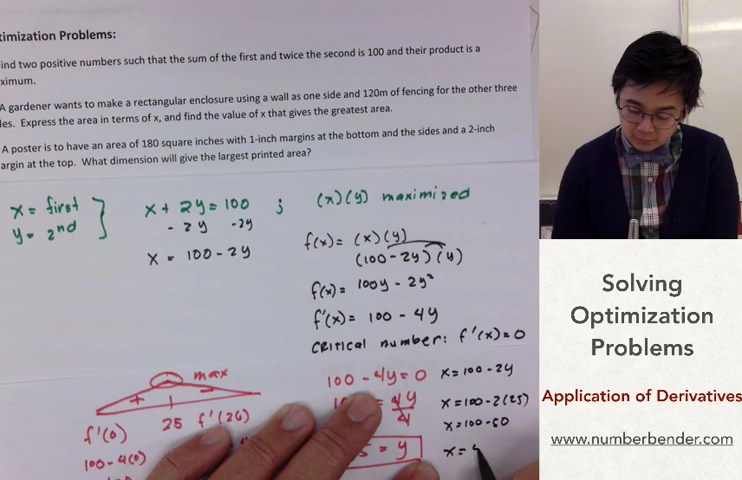 timization Problems:
ind two positive numbers such that the sum of the first and twice the second is 100 and their product is a
ximum.
A gardener wants to make a rectangular enclosure using a wall as one side and 120m of fencing for the other three
les. Express the area in terms of x, and find the value of x that gives the greatest area.
A poster is to have an area of 180 square inches with 1-inch margins at the bottom and the sides and a 2-inch
argin at the top. What dimension will give the largest printed area?
x = first
y = 2nd
x + 2y = 100 ; (x)(y) maximized
- 2y -2y
x = 100 - 2y
f(x) = (x)(y)
(100 - 2y)(y)
f(x) = 100y - 2y²
f'(x) = 100 - 4y
critical number: f'(x) = 0
100 - 4y = 0
4y
4
= y
x = 100 - 2y
x = 100 - 2(25)
x = 100 - 50
x =
max
+ -
25
f'(0) f'(26)
100 - 4(0)
Solving
Optimization
Problems
Application of Derivatives
www.numberbender.com